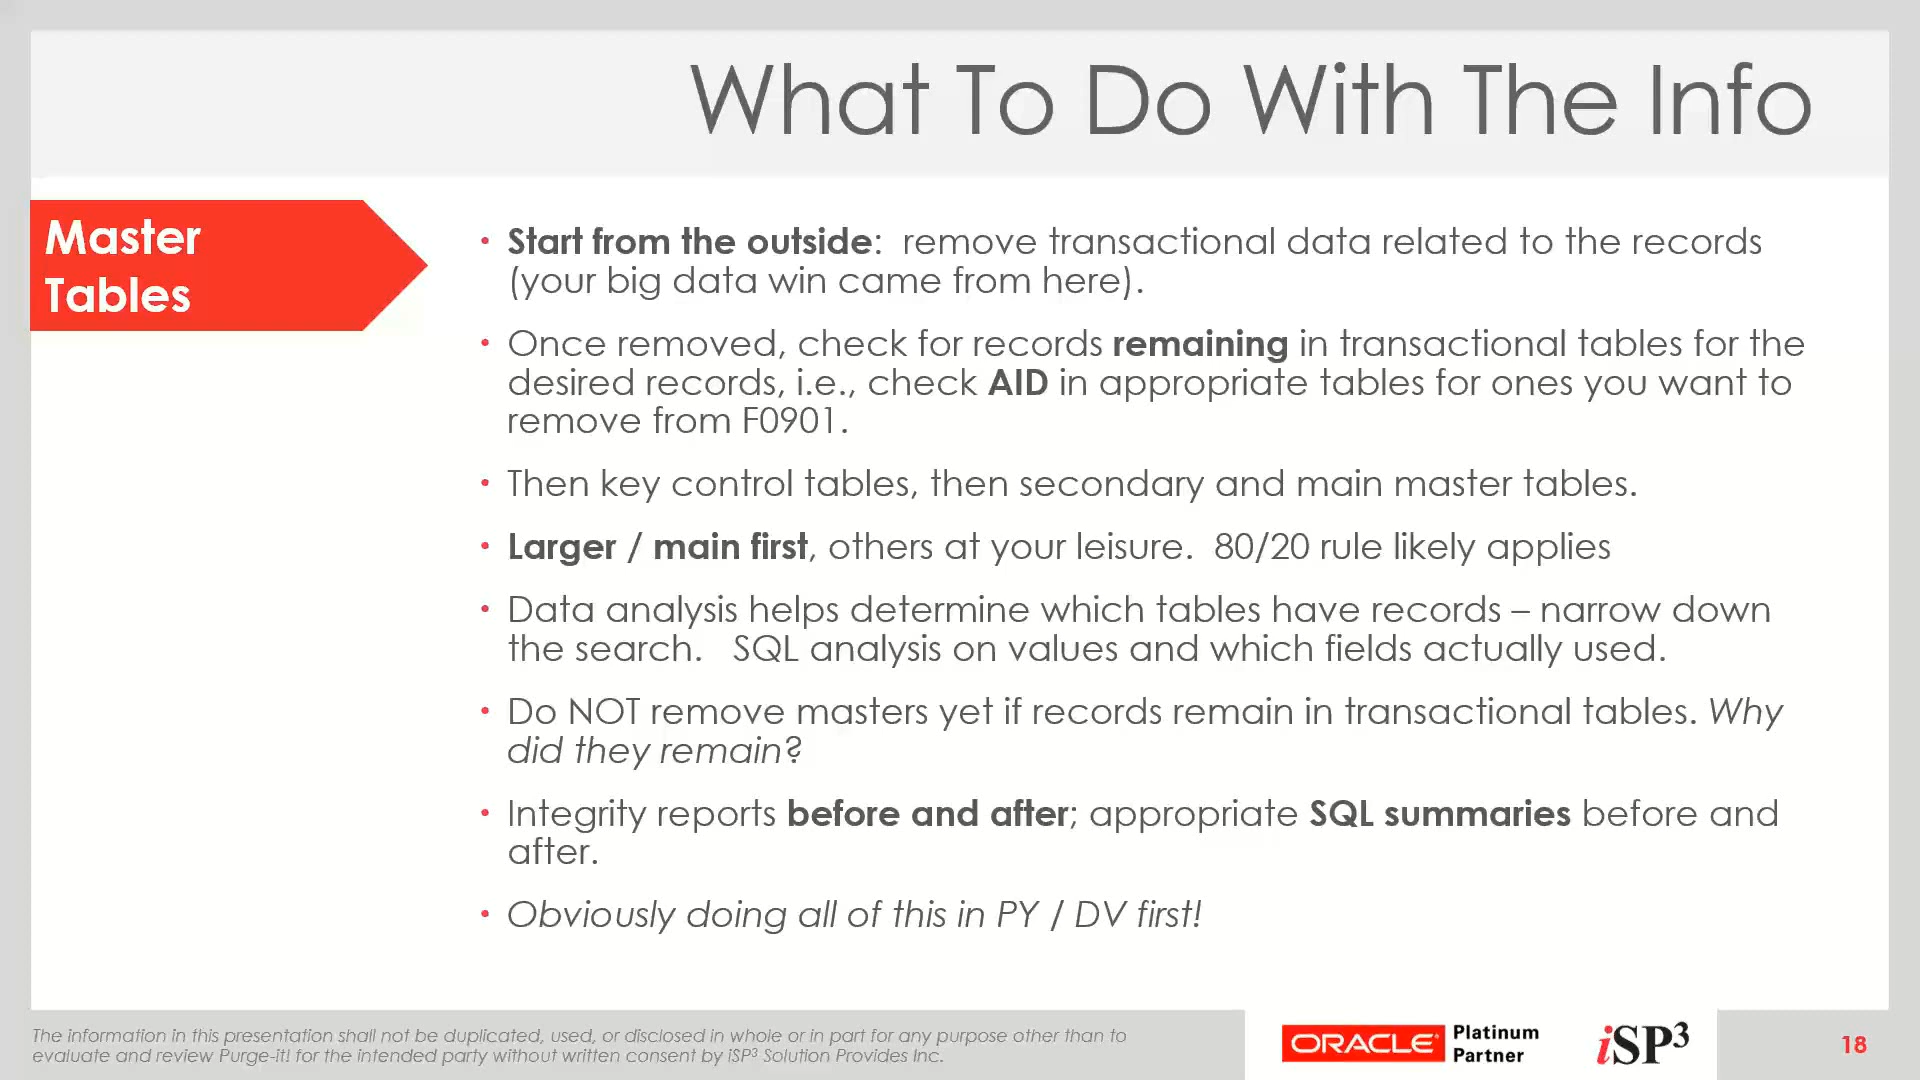 What To Do With The Info
Master
Tables
• Start from the outside:  remove transactional data related to the records
(your big data win came from here).
• Once removed, check for records remaining in transactional tables for the
desired records, i.e., check AID in appropriate tables for ones you want to
remove from F0901.
• Then key control tables, then secondary and main master tables.
• Larger / main first, others at your leisure.  80/20 rule likely applies
• Data analysis helps determine which tables have records – narrow down
the search.   SQL analysis on values and which fields actually used.
• Do NOT remove masters yet if records remain in transactional tables. Why
did they remain?
• Integrity reports before and after; appropriate SQL summaries before and
after.
• Obviously doing all of this in PY / DV first!
The information in this presentation shall not be duplicated, used, or disclosed in whole or in part for any purpose other than to
evaluate and review Purge-it! for the intended party without written consent by iSP³ Solution Provides Inc.
ORACLE Platinum
Partner
iSP³
18